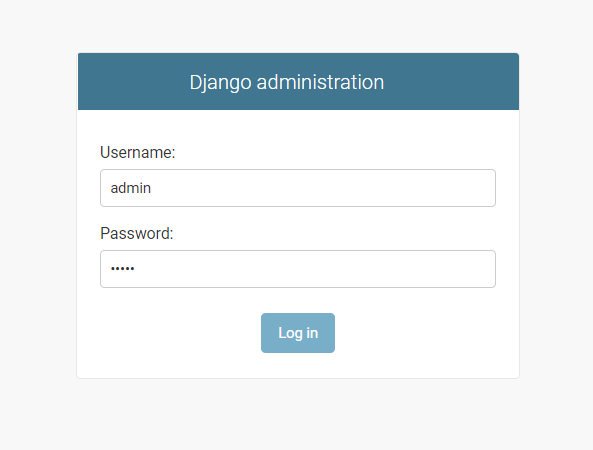 Django administration
Username:
admin
Password:
•••••
Log in